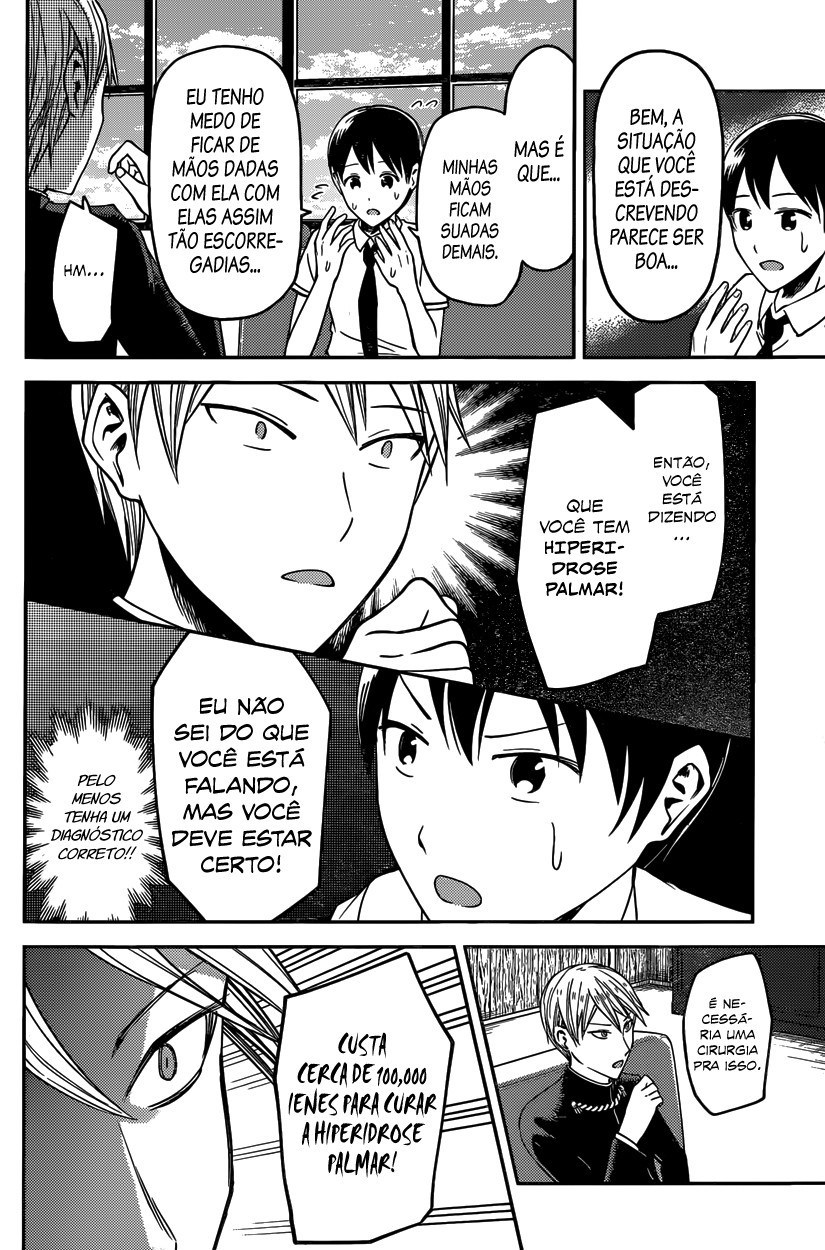 BEM, A
SITUAÇÃO
QUE VOCÊ
ESTÁ DES-
CREVENDO
PARECE SER
BOA...
MAS É
QUE...
MINHAS
MÃOS
FICAM
SUADAS
DEMAIS.
EU TENHO
MEDO DE
FICAR DE
MÃOS DADAS
COM ELA COM
ELAS ASSIM
TÃO ESCORRE-
GADIAS...
HM...
ENTÃO,
VOCÊ
ESTÁ
DIZENDO
...
QUE
VOCÊ TEM
HIPERI-
DROSE
PALMAR!
EU NÃO
SEI DO QUE
VOCÊ ESTÁ
FALANDO,
MAS VOCÊ
DEVE ESTAR
CERTO!
PELO
MENOS
TENHA UM
DIAGNÓSTICO
CORRETO!!
É NE-
CESSÁ-
RIA UMA
CIRURGIA
PRA ISSO.
CUSTA
CERCA DE 100,000
IENES PARA CURAR
A HIPERIDROSE
PALMAR!